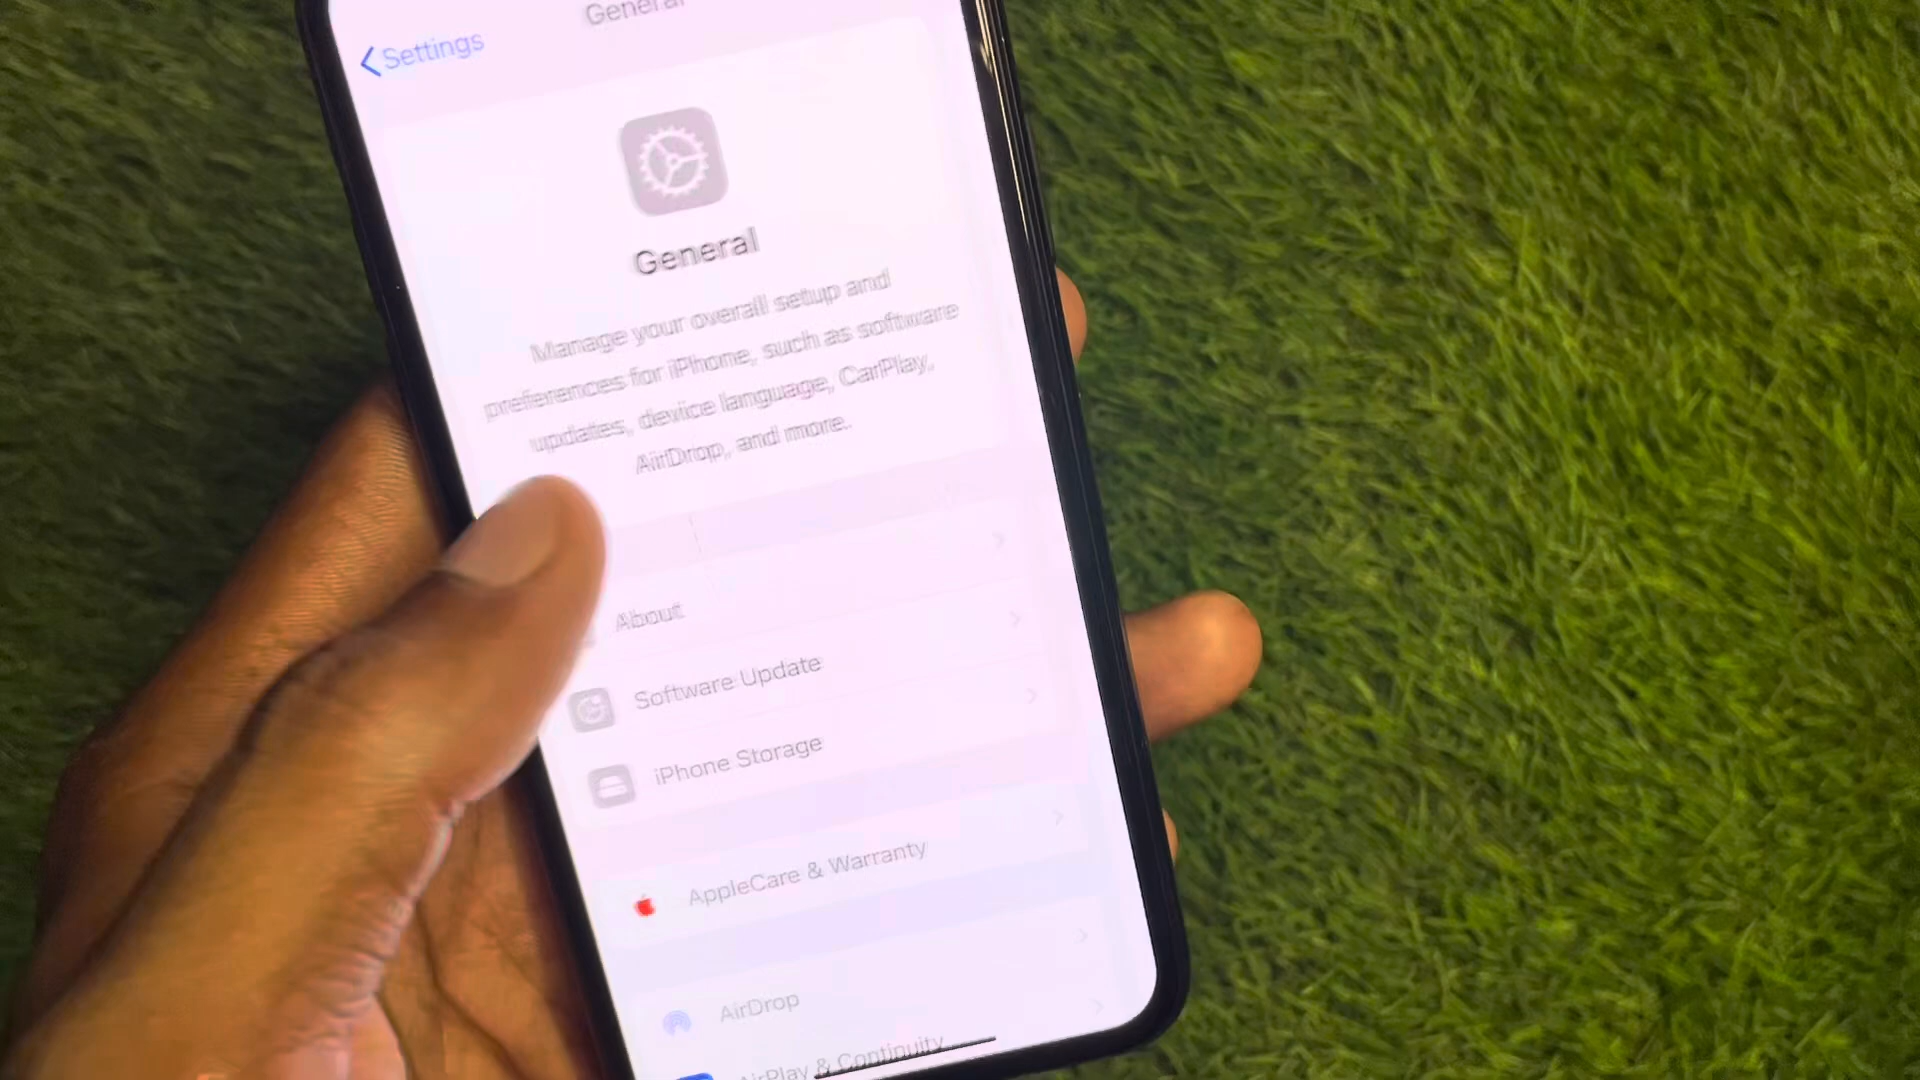 General
Settings
General
Manage your overall setup and
preferences for iPhone, such as software
updates, device language, CarPlay,
AirDrop, and more.
About
Software Update
iPhone Storage
AppleCare & Warranty
AirDrop
AirPlay & Continuity